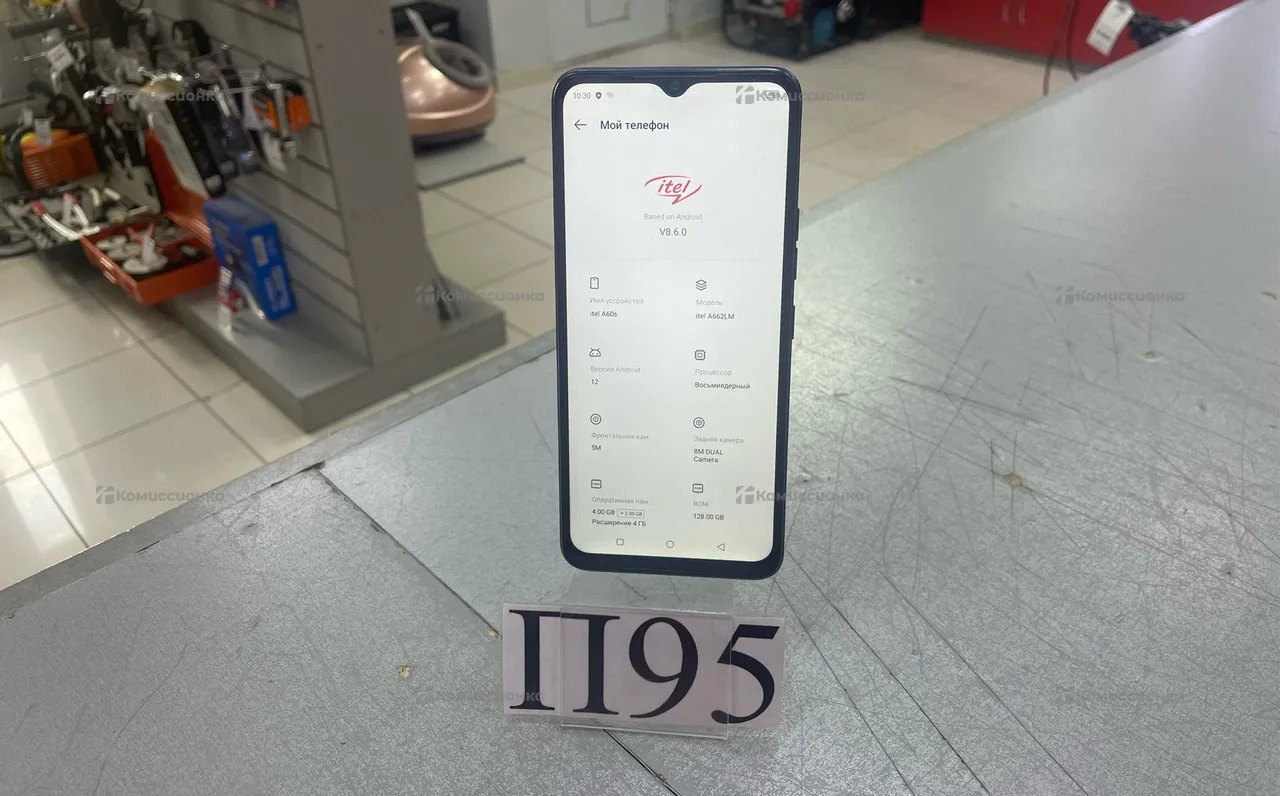 10:30
Комиссионка
Мой телефон
itel
Based on Android
V8.6.0
Комиссионка
Комиссионка
Имя устройства
itel A60s
Модель
itel A662LM
Версия Android
12
Процессор
Восьмиядерный
Фронтальная кам...
5M
Задняя камера
8M DUAL
Camera
Комиссионка
Комиссионка
Оперативная пам...
4.00 GB
Расширение 4 ГБ
ROM
128.00 GB
П95